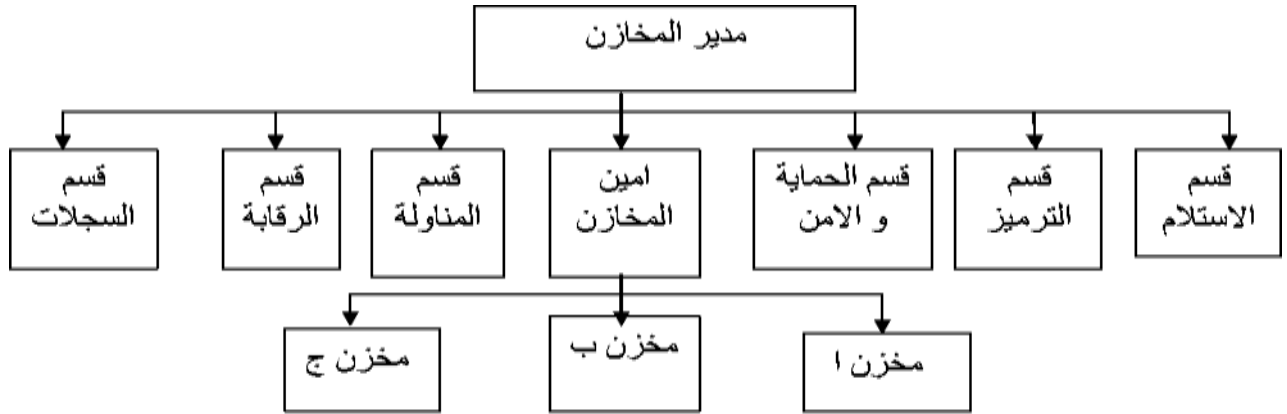 مدير المخازن
قسم
الاستلام
قسم
الترميز
قسم الحماية
و الامن
امين
المخازن
قسم
المناولة
قسم
الرقابة
قسم
السجلات
مخزن ا
مخزن ب
مخزن ج